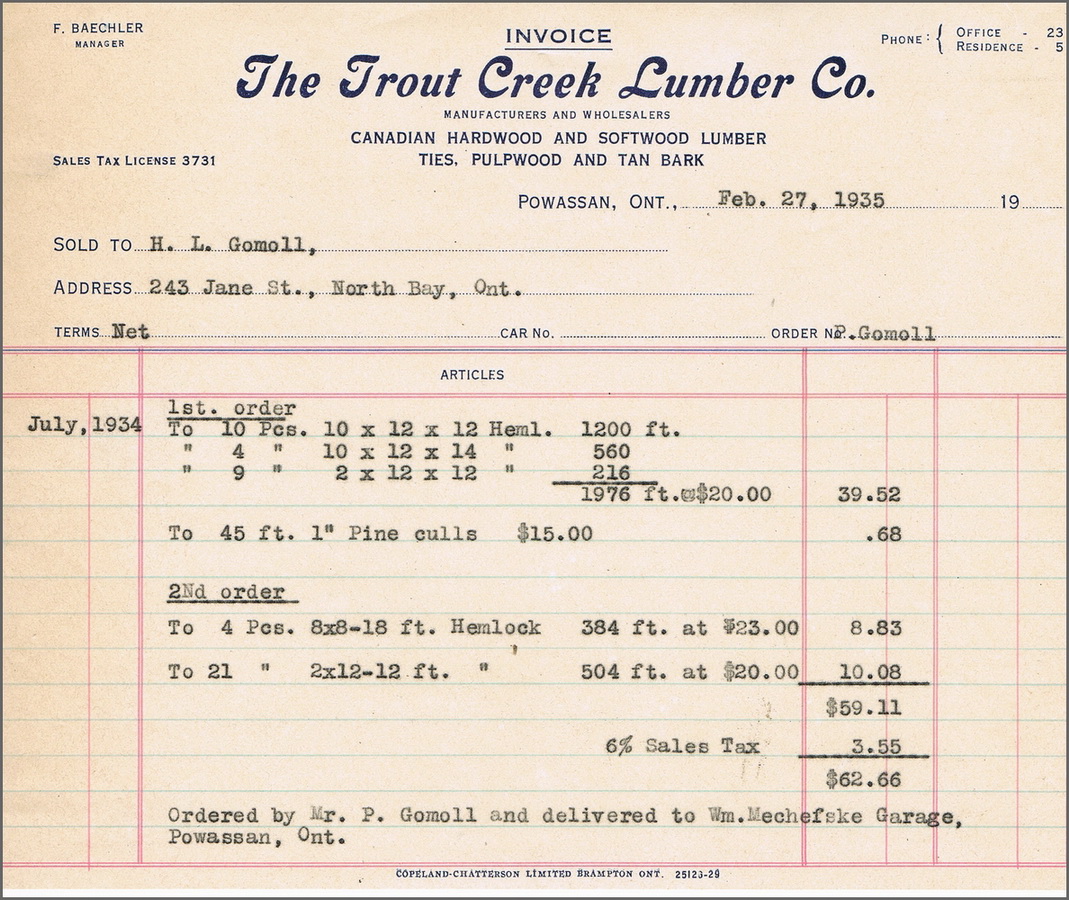 F. BAECHLER
MANAGER
INVOICE
PHONE: { OFFICE - 23
RESIDENCE - 5
The Trout Creek Lumber Co.
MANUFACTURERS AND WHOLESALERS
CANADIAN HARDWOOD AND SOFTWOOD LUMBER
SALES TAX LICENSE 3731
TIES, PULPWOOD AND TAN BARK
POWASSAN, ONT., Feb. 27, 1935 19
SOLD TO H. L. Gomoll,
ADDRESS 243 Jane St., North Bay, Ont.
TERMS Net CAR No. ORDER No P.Gomoll
ARTICLES
1st. order
July, 1934 To 10 Pcs. 10 x 12 x 12 Heml. 1200 ft.
" 4 " 10 x 12 x 14 " 560
" 9 " 2 x 12 x 12 " 216
1976 ft.@$20.00 39.52
To 45 ft. 1" Pine culls $15.00 .68
2Nd order
To 4 Pcs. 8x8-18 ft. Hemlock 384 ft. at $23.00 8.83
To 21 " 2x12-12 ft. " 504 ft. at $20.00 10.08
$59.11
6% Sales Tax 3.55
$62.66
Ordered by Mr. P. Gomoll and delivered to Wm.Mechefske Garage,
Powassan, Ont.
COPELAND-CHATTERSON LIMITED BRAMPTON ONT. 25123-29